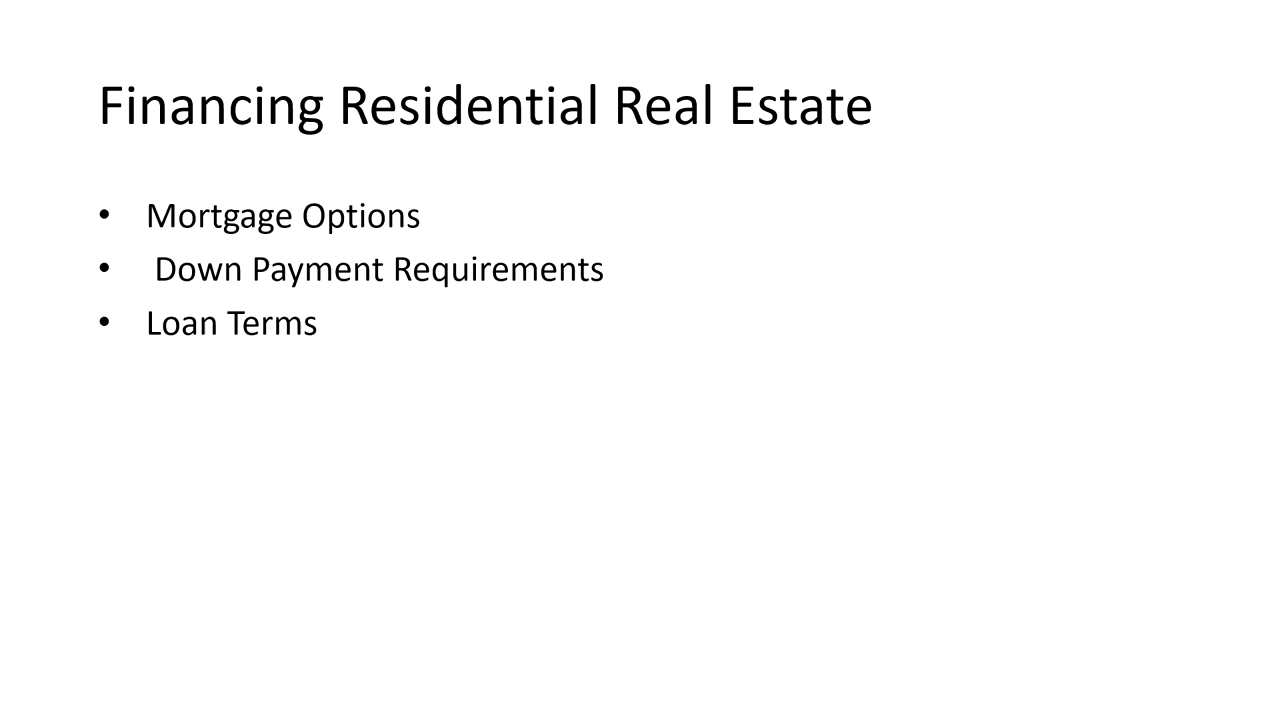 Financing Residential Real Estate
• Mortgage Options
• Down Payment Requirements
• Loan Terms